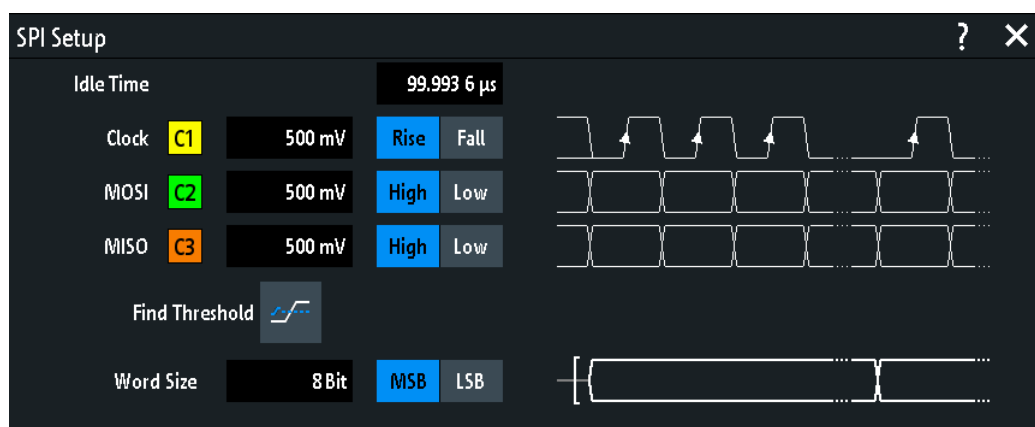 SPI Setup ? ×
Idle Time 99.993 6 µs
Clock C1 500 mV Rise Fall
MOSI C2 500 mV High Low
MISO C3 500 mV High Low
Find Threshold
Word Size 8 Bit MSB LSB